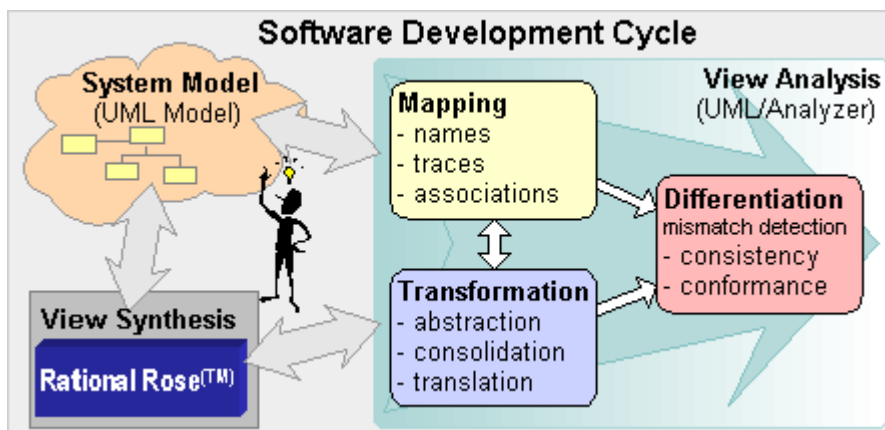 Software Development Cycle
System Model
(UML Model)
View Synthesis
Rational Rose(TM)
View Analysis
(UML/Analyzer)
Mapping
- names
- traces
- associations
Transformation
- abstraction
- consolidation
- translation
Differentiation
mismatch detection
- consistency
- conformance